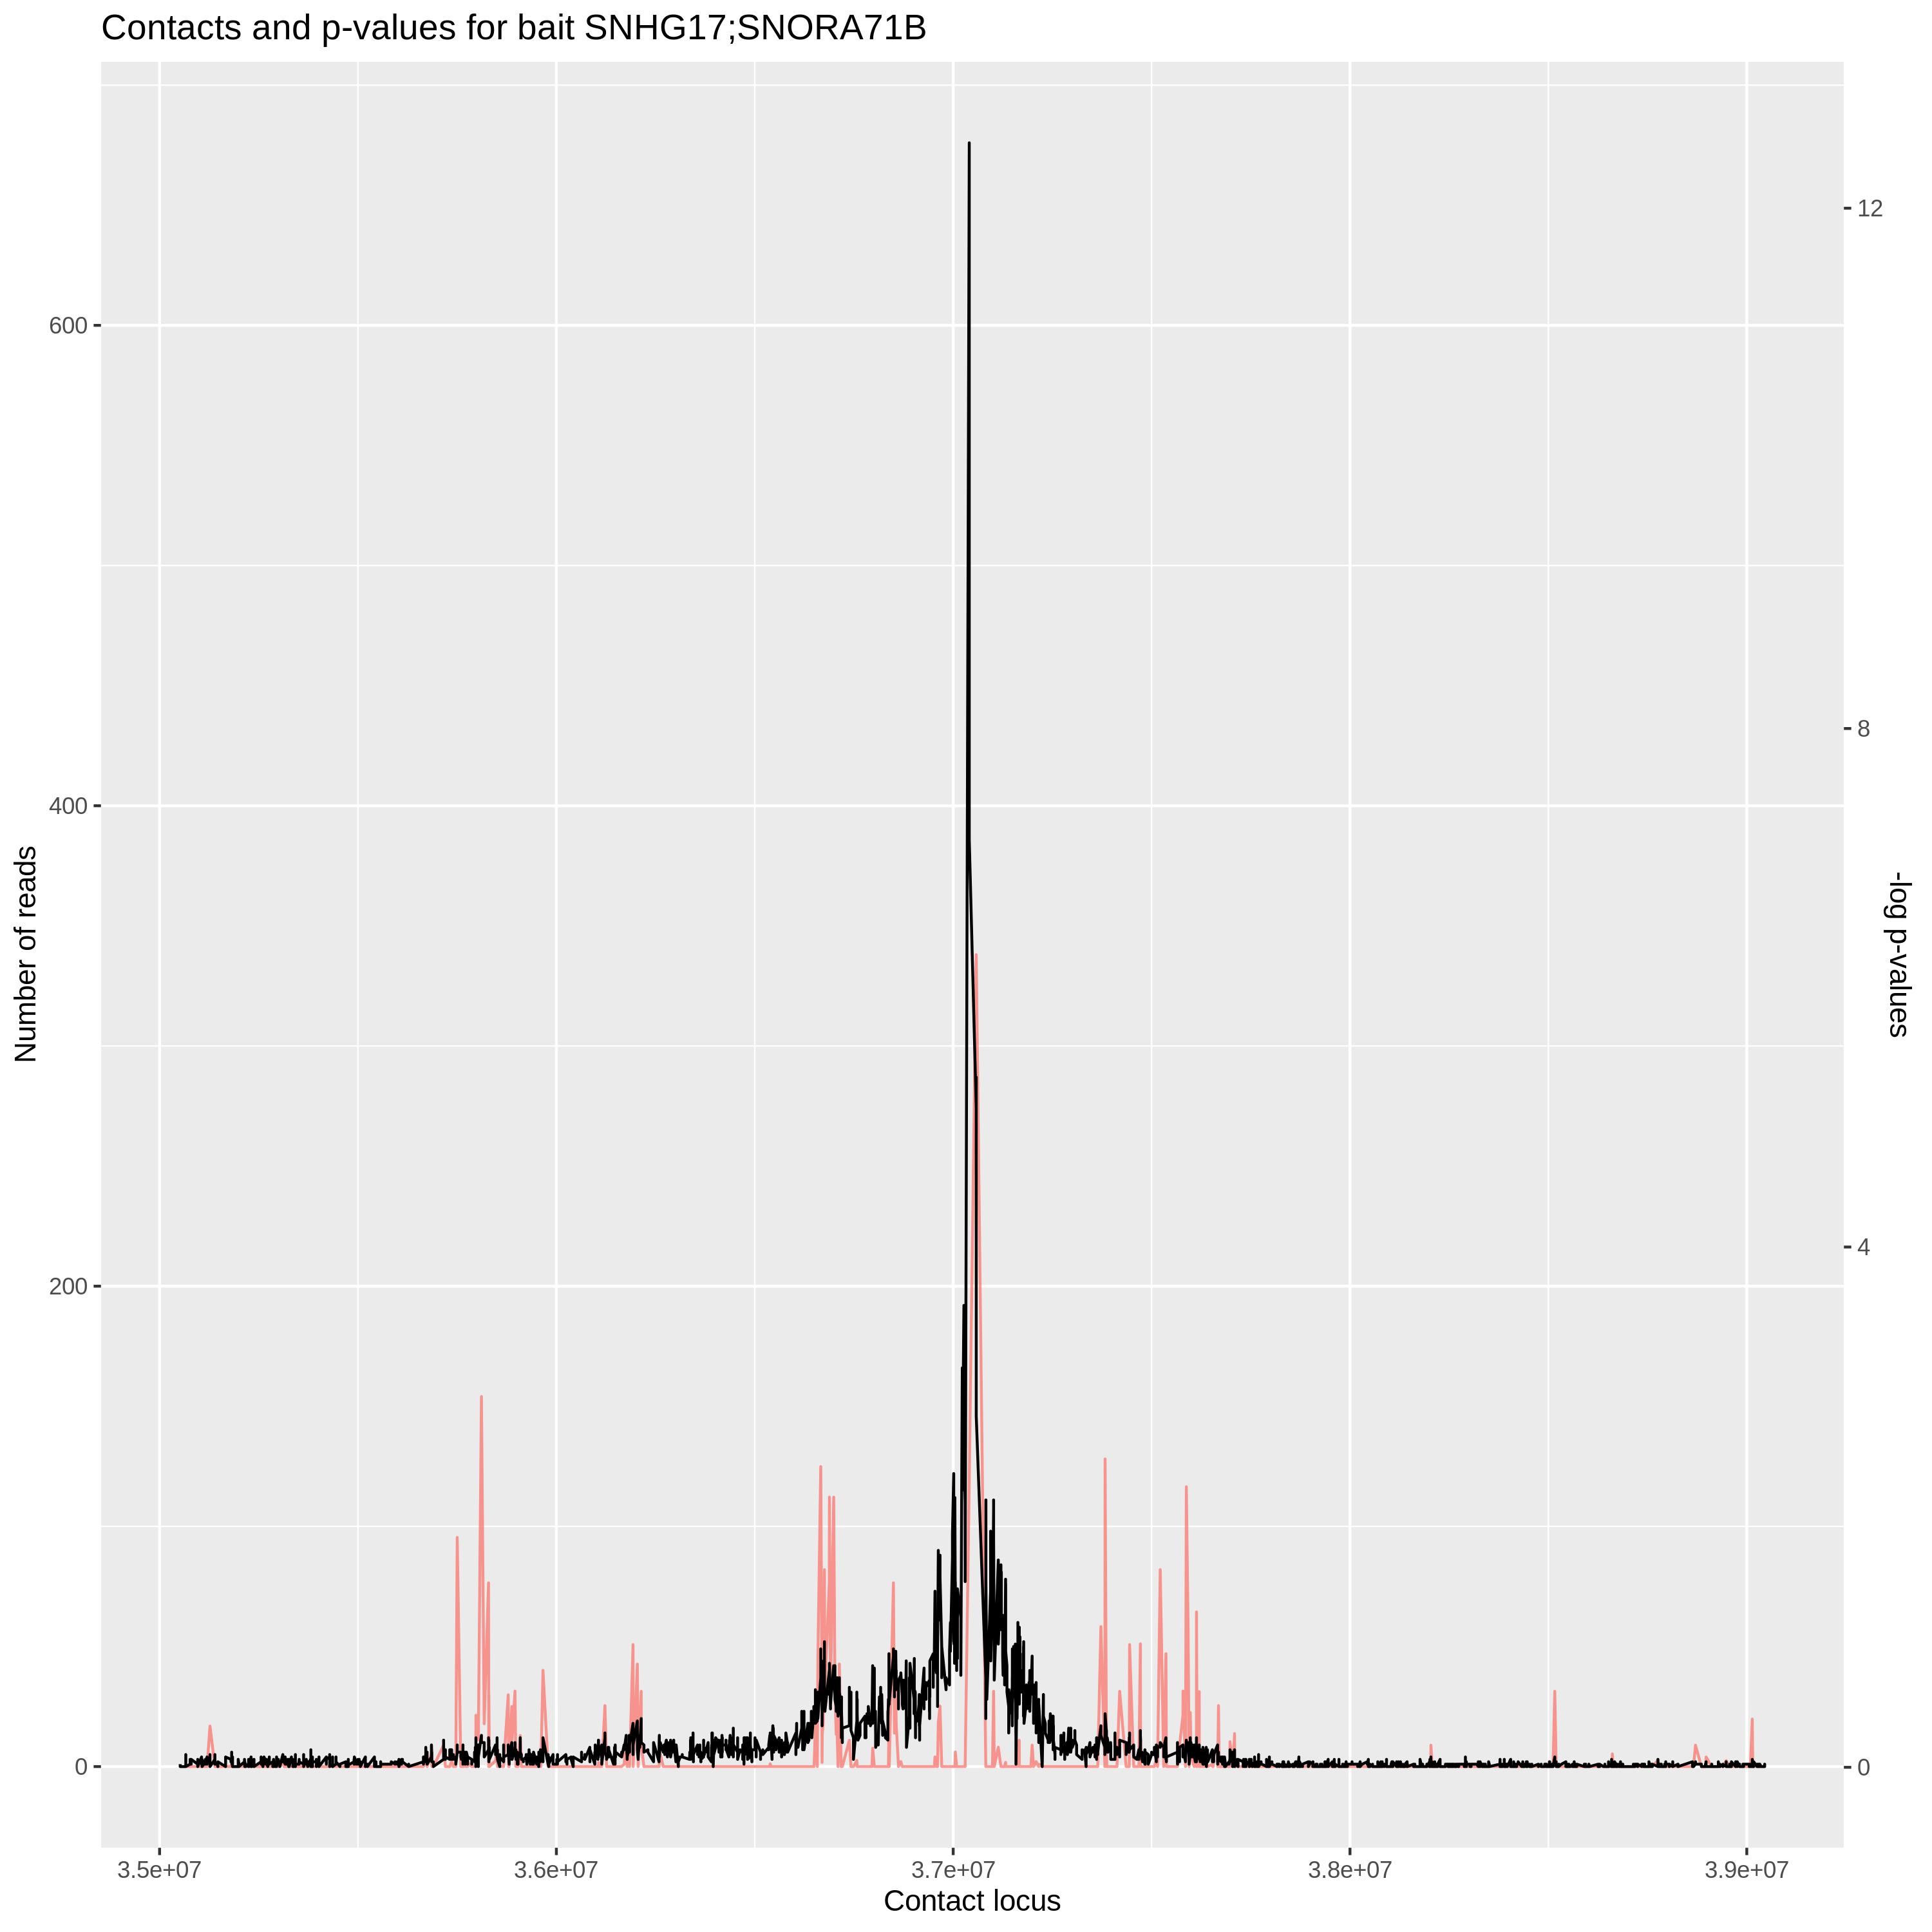 Contacts and p-values for bait SNHG17;SNORA71B
Number of reads
600
400
200
0
12
8
4
0
-log p-values
3.5e+07
3.6e+07
3.7e+07
3.8e+07
3.9e+07
Contact locus